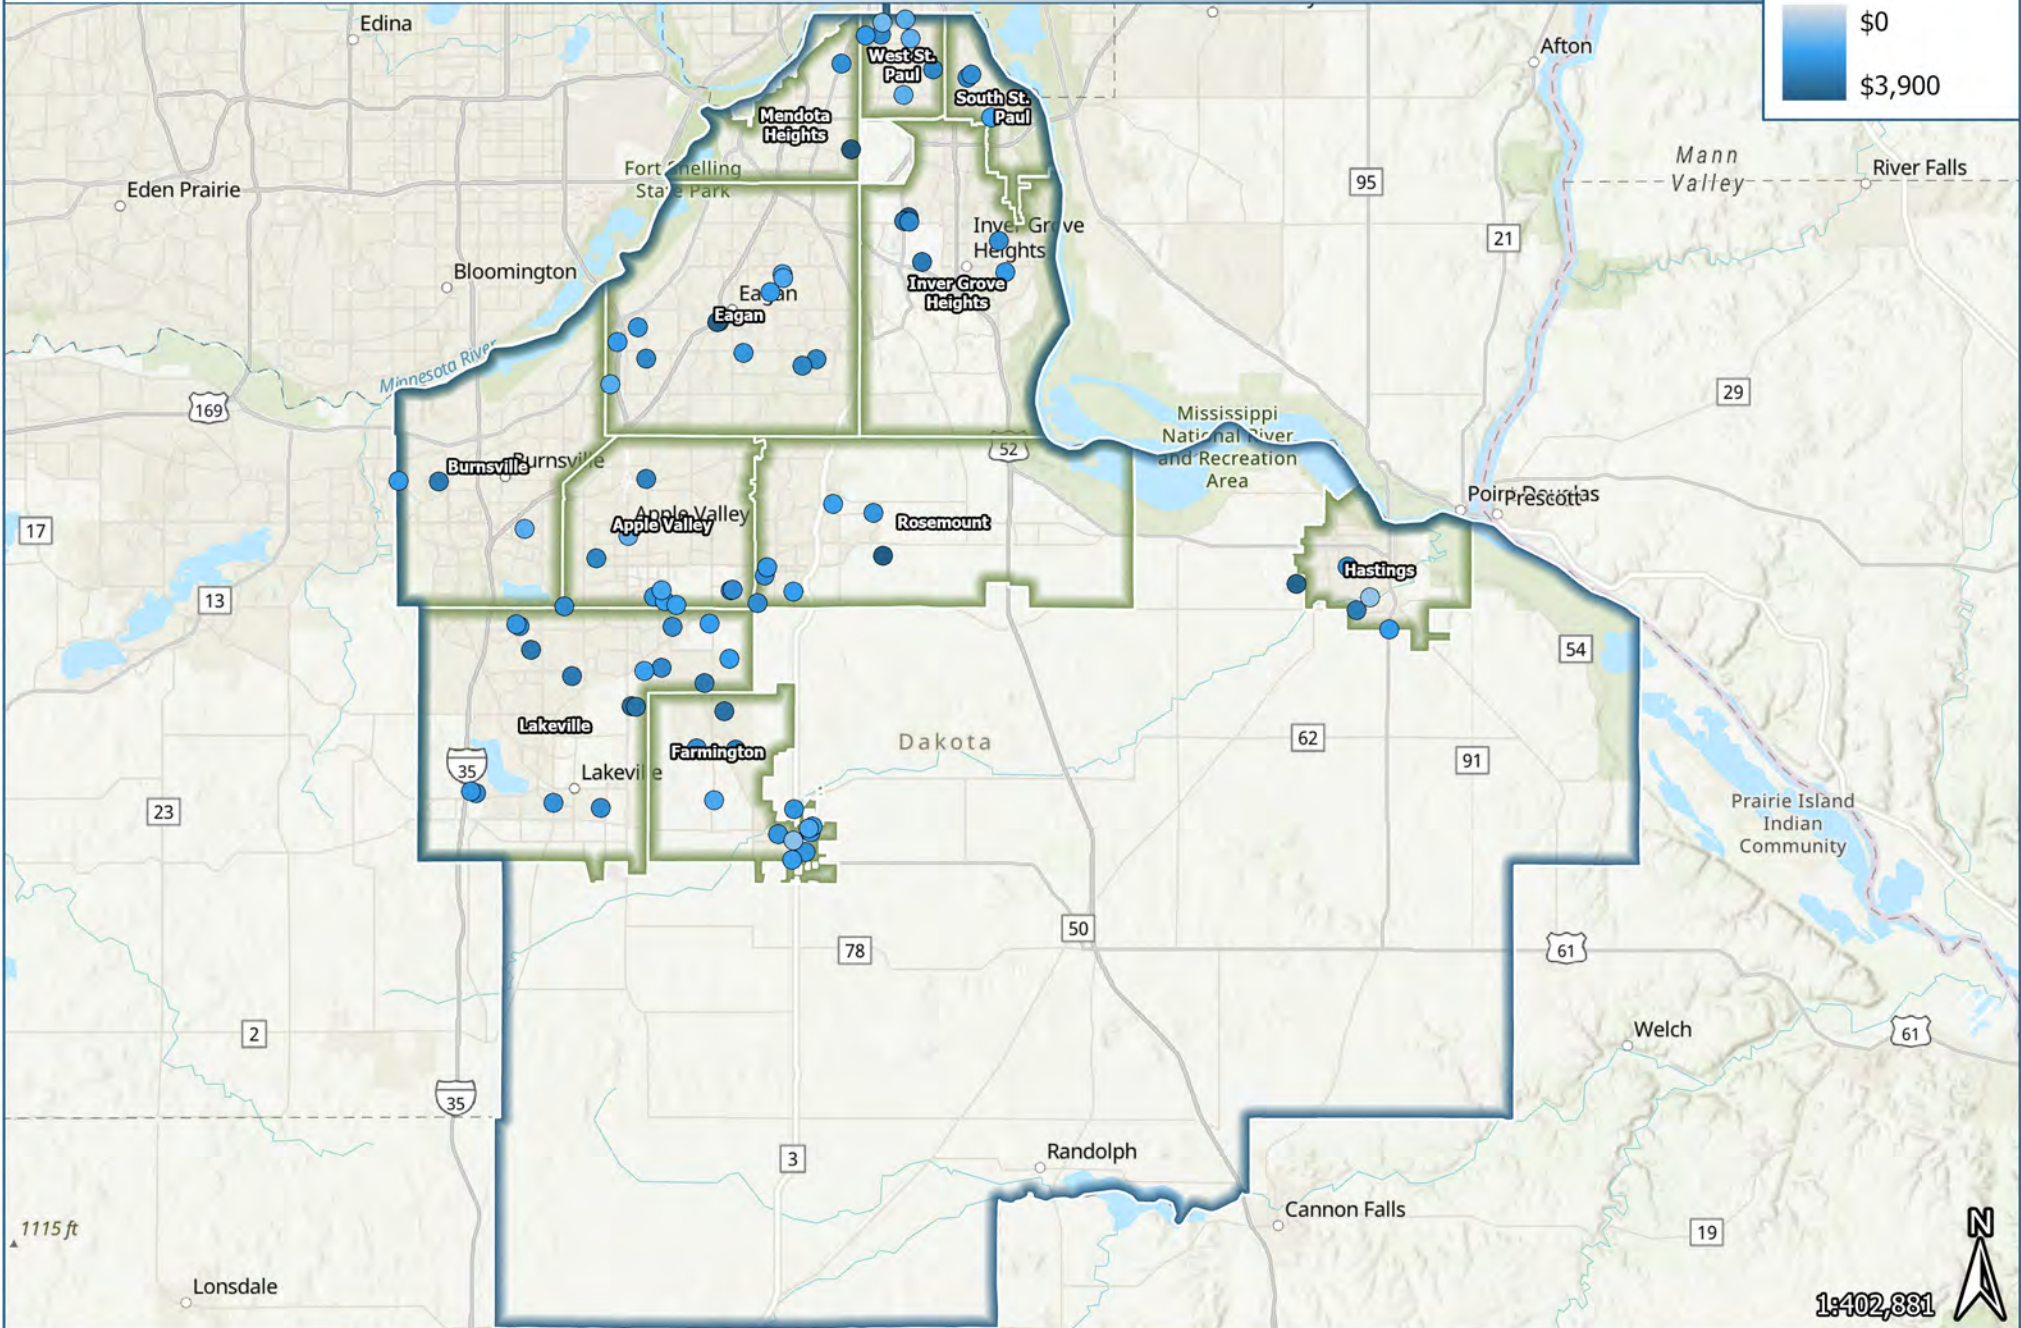 Edina
$0
Afton
$3,900
West St.
Paul
South St.
Paul
Mendota
Heights
Mann
Valley
River Falls
Fort Snelling
State Park
95
Eden Prairie
21
Inver Grove
Heights
Bloomington
Eagan
Inver Grove
Heights
Eagan
Minnesota River
29
169
Mississippi
National River
and Recreation
Area
52
Burnsville
Burnsville
Prescott
17
Apple Valley
Apple Valley
Rosemount
Hastings
13
54
Lakeville
Dakota
62
91
Farmington
35
Lakeville
23
Prairie Island
Indian
Community
50
78
61
2
Welch
61
35
Randolph
3
Cannon Falls
19
1115 ft
N
Lonsdale
1:402,881